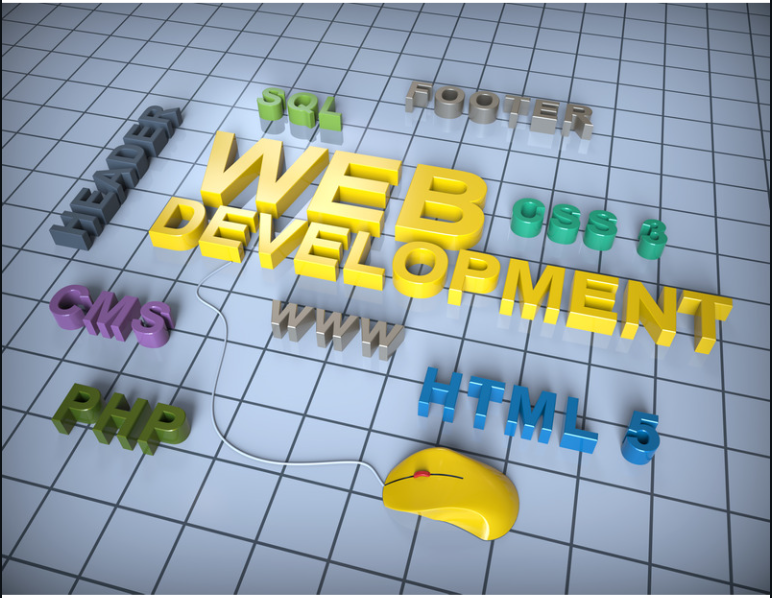 SQL
FOOTER
HEADER
WEB
DEVELOPMENT
CSS 3
CMS
WWW
HTML 5
PHP